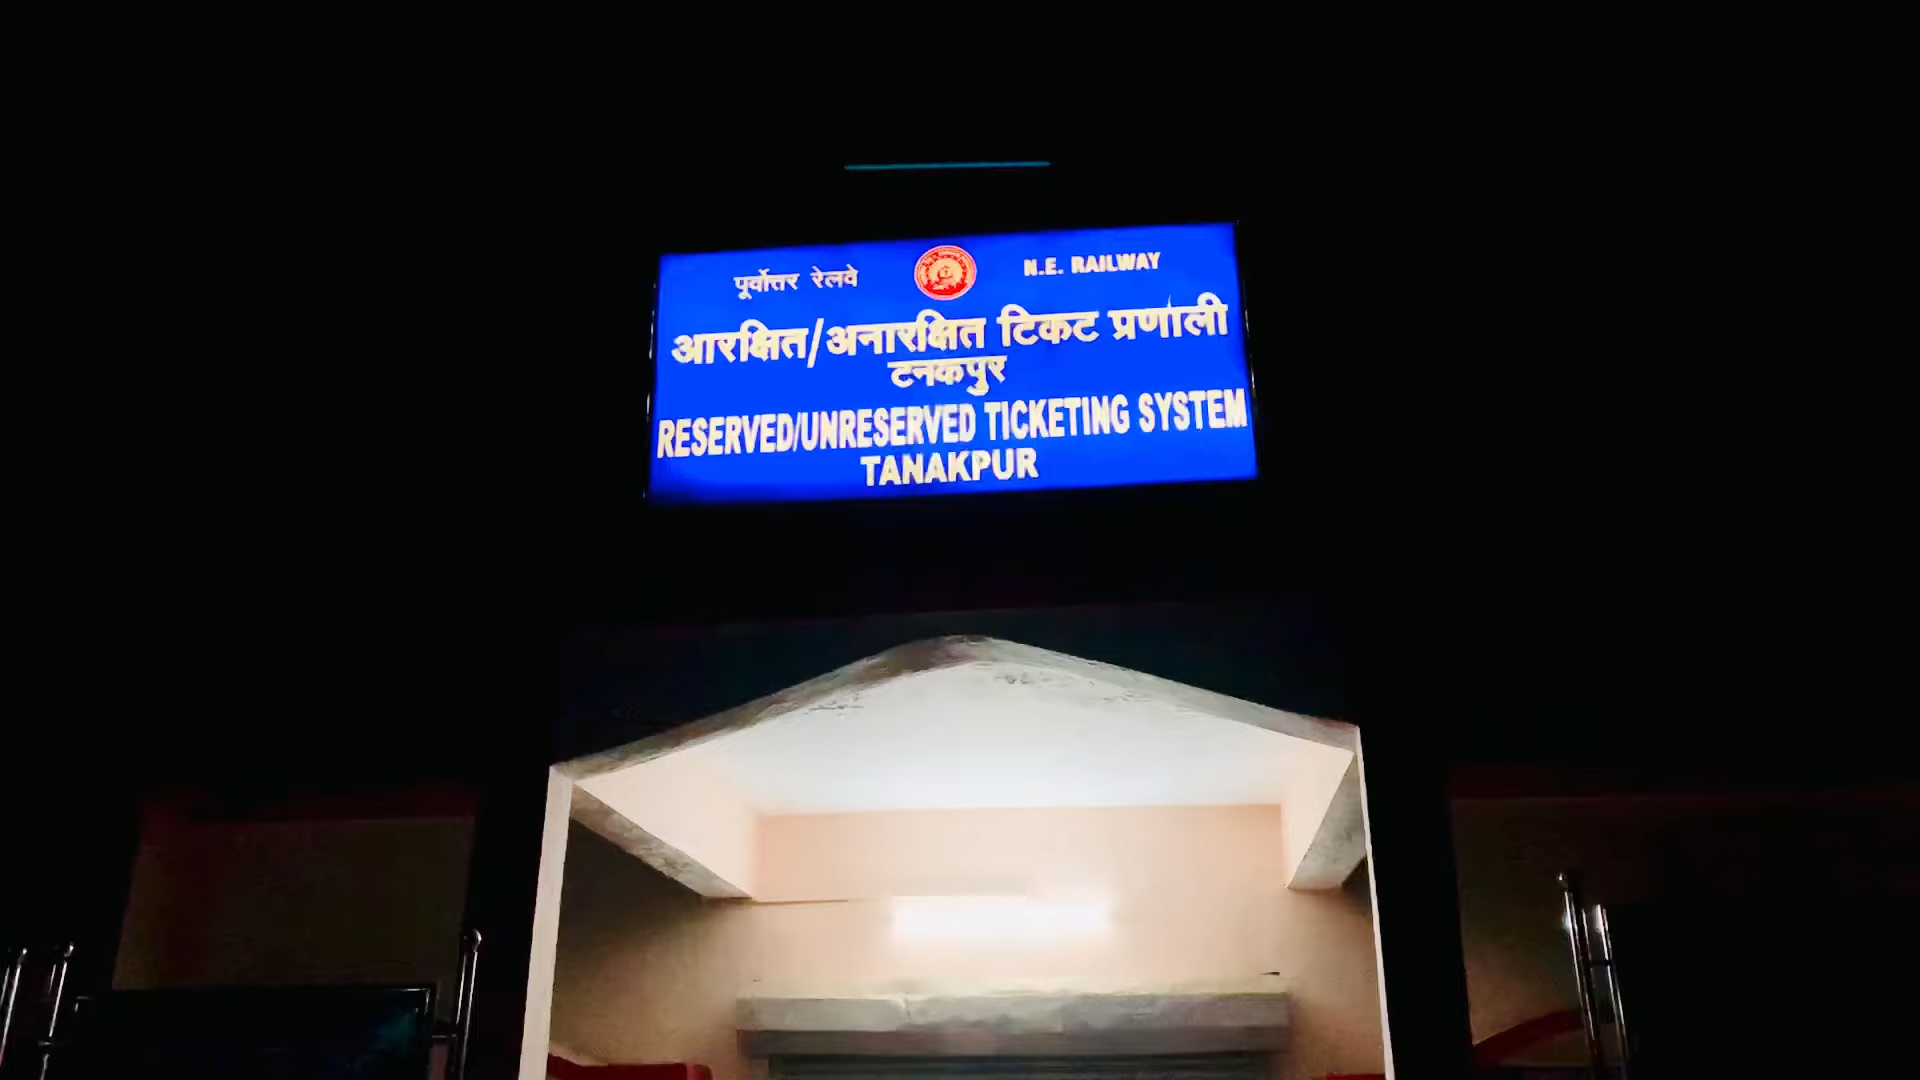 पूर्वोत्तर रेलवे N.E. RAILWAY
आरक्षित/अनारक्षित टिकट प्रणाली
टनकपुर
RESERVED/UNRESERVED TICKETING SYSTEM
TANAKPUR